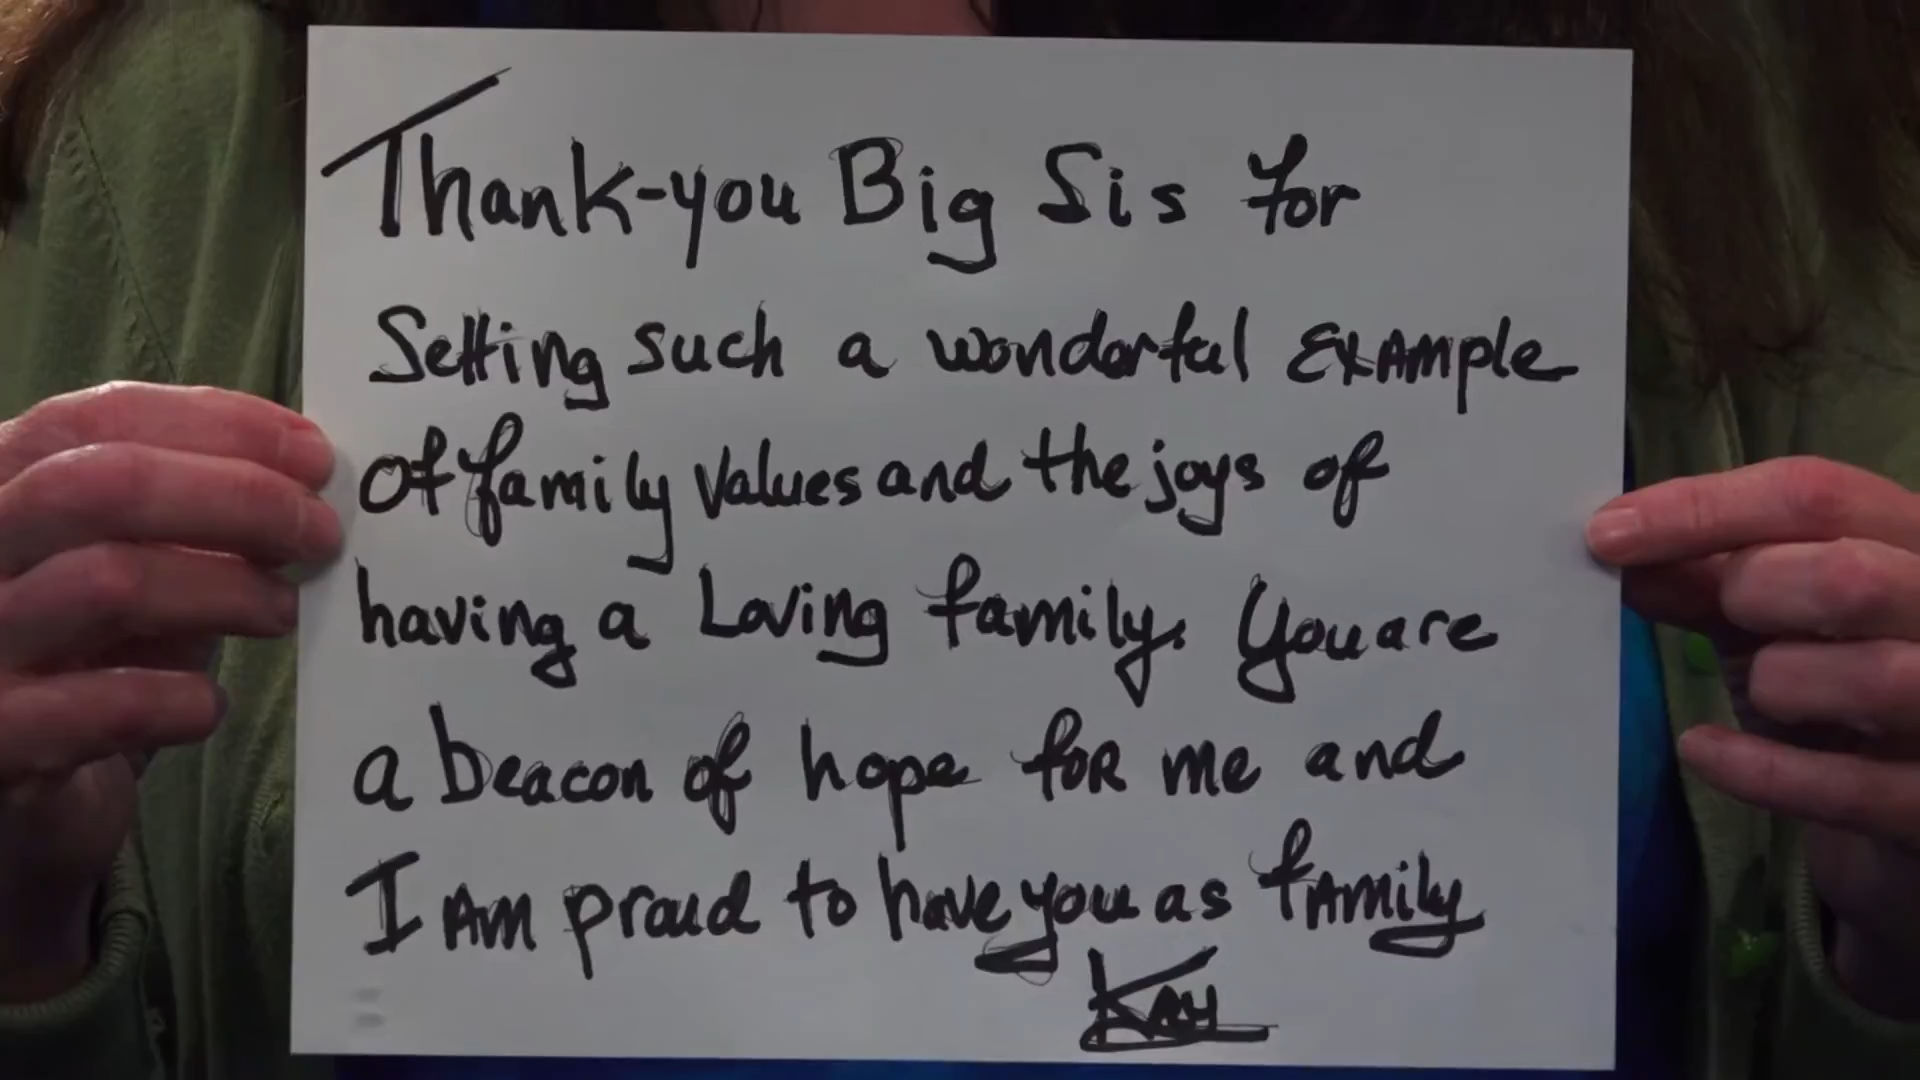 Thank-you Big Sis for
Setting such a wonderful Example
of family values and the joys of
having a Loving family. You are
a beacon of hope foR me and
I AM proud to have you as fAmily
KAy